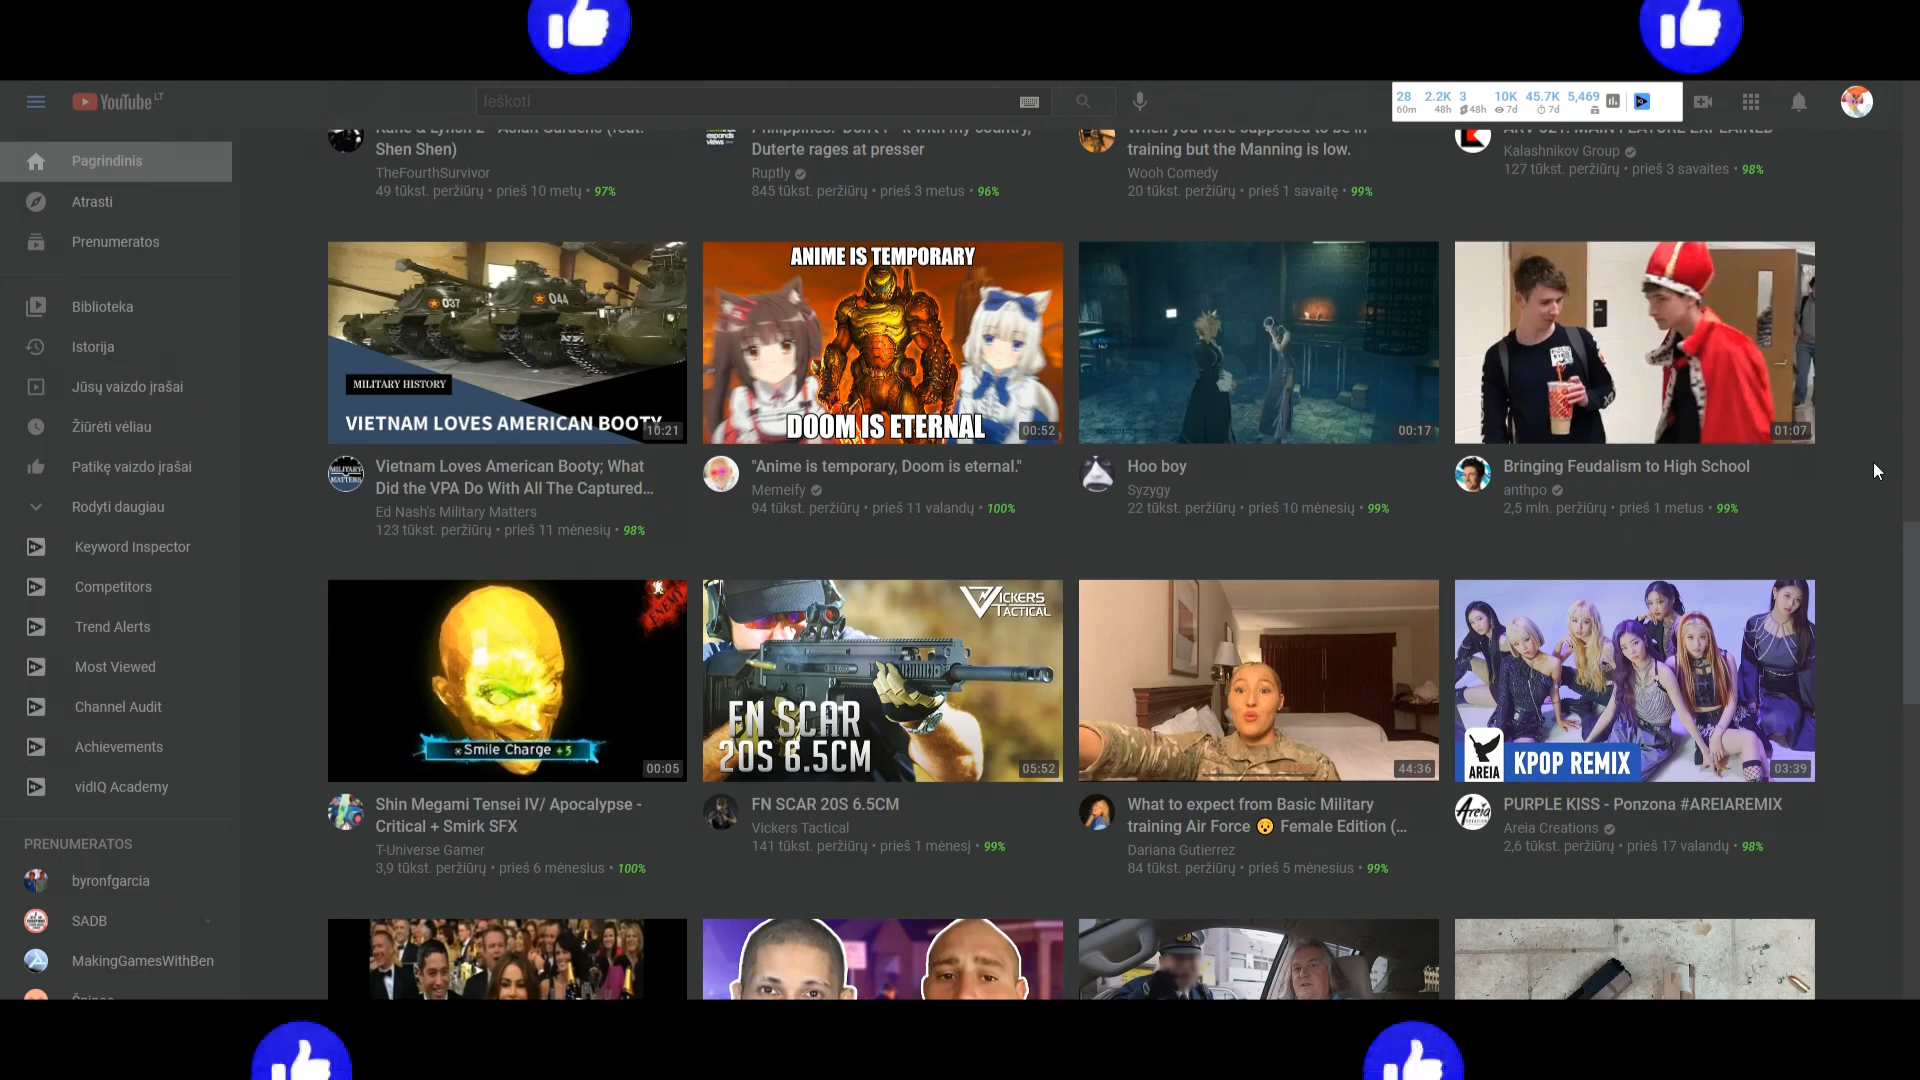 YouTube LT
Ieškoti
28 2.2K 3 10K 45.7K 5,469
60m 48h 48h 7d 7d
Pagrindinis
Atrasti
Prenumeratos
Biblioteka
Istorija
Jūsų vaizdo įrašai
Žiūrėti vėliau
Patikę vaizdo įrašai
Rodyti daugiau
Keyword Inspector
Competitors
Trend Alerts
Most Viewed
Channel Audit
Achievements
vidIQ Academy
PRENUMERATOS
byronfgarcia
SADB
MakingGamesWithBen
Shen Shen)
TheFourthSurvivor
49 tūkst. peržiūrų • prieš 10 metų • 97%
Duterte rages at presser
Ruptly
845 tūkst. peržiūrų • prieš 3 metus • 96%
When you were supposed to be in
training but the Manning is low.
Wooh Comedy
20 tūkst. peržiūrų • prieš 1 savaitę • 99%
Kalashnikov Group
127 tūkst. peržiūrų • prieš 3 savaites • 98%
037
044
MILITARY HISTORY
VIETNAM LOVES AMERICAN BOOTY
10:21
Vietnam Loves American Booty; What
Did the VPA Do With All The Captured...
Ed Nash's Military Matters
123 tūkst. peržiūrų • prieš 11 mėnesių • 98%
ANIME IS TEMPORARY
DOOM IS ETERNAL
00:52
"Anime is temporary, Doom is eternal."
Memeify
94 tūkst. peržiūrų • prieš 11 valandų • 100%
00:17
Hoo boy
Syzygy
22 tūkst. peržiūrų • prieš 10 mėnesių • 99%
01:07
Bringing Feudalism to High School
anthpo
2,5 mln. peržiūrų • prieš 1 metus • 99%
ENEMY
Smile Charge +5
00:05
Shin Megami Tensei IV/ Apocalypse -
Critical + Smirk SFX
T-Universe Gamer
3,9 tūkst. peržiūrų • prieš 6 mėnesius • 100%
VICKERS
TACTICAL
FN SCAR
20S 6.5CM
05:52
FN SCAR 20S 6.5CM
Vickers Tactical
141 tūkst. peržiūrų • prieš 1 mėnesį • 99%
44:36
What to expect from Basic Military
training Air Force 😯 Female Edition (...
Dariana Gutierrez
84 tūkst. peržiūrų • prieš 5 mėnesius • 99%
AREIA
KPOP REMIX
03:39
PURPLE KISS - Ponzona #AREIAREMIX
Areia Creations
2,6 tūkst. peržiūrų • prieš 17 valandų • 98%